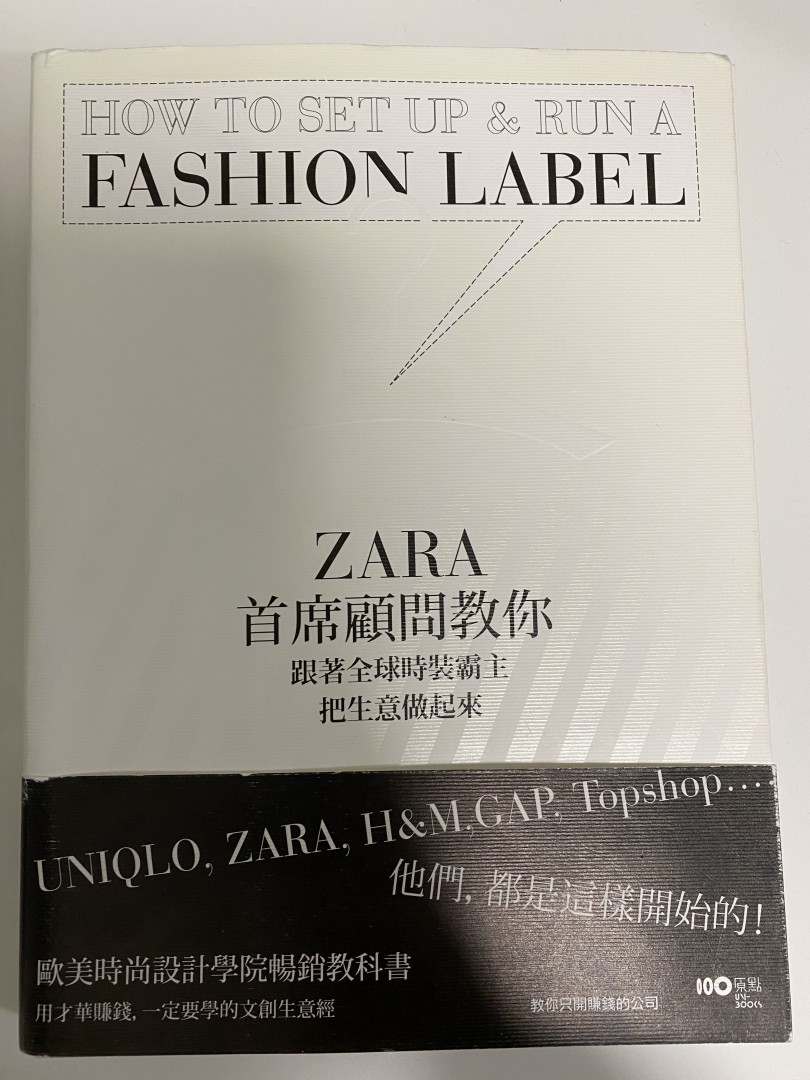 HOW TO SET UP & RUN A
FASHION LABEL
ZARA
首席顧問教你
跟著全球時裝霸主
把生意做起來
UNIQLO, ZARA, H&M,GAP, Topshop....
他們, 都是這樣開始的!
歐美時尚設計學院暢銷教科書
用才華賺錢, 一定要學的文創生意經
教你只開賺錢的公司
原點
UNI-
BOOKS